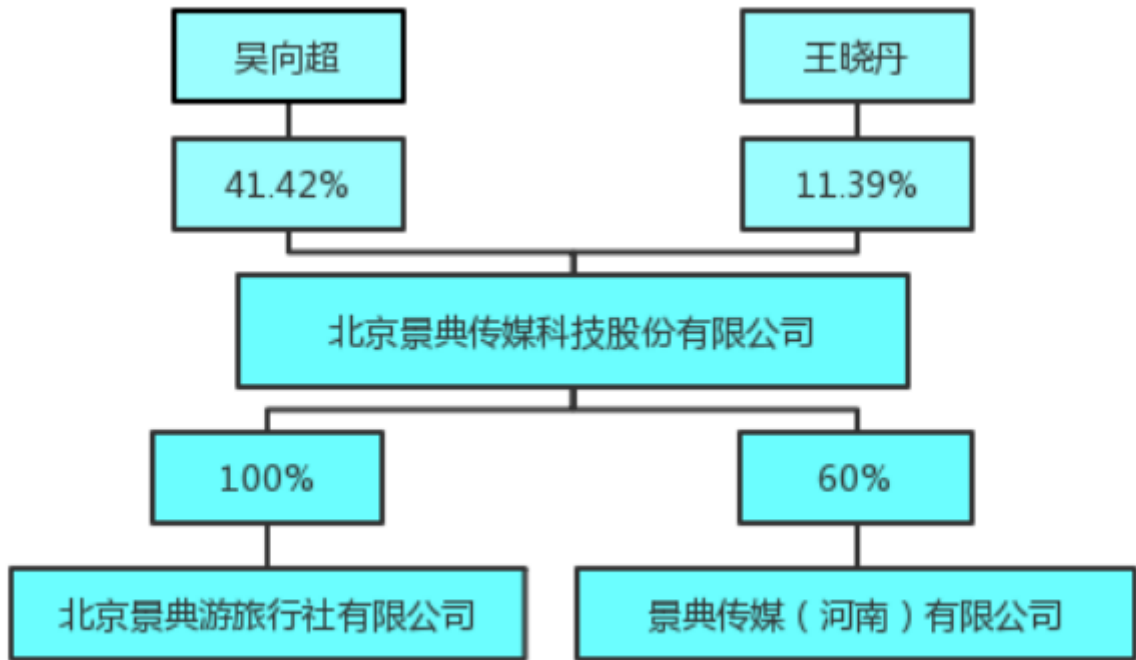 吴向超
王晓丹
41.42%
11.39%
北京景典传媒科技股份有限公司
100%
60%
北京景典游旅行社有限公司
景典传媒（河南）有限公司